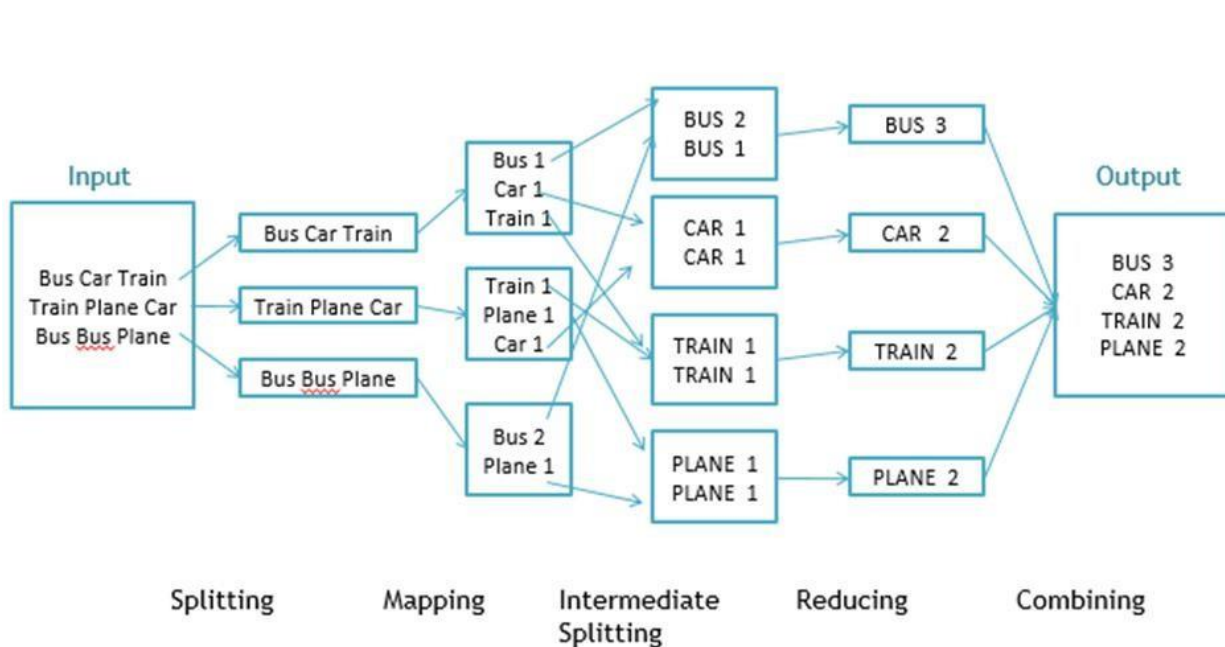 Input
Bus Car Train
Train Plane Car
Bus Bus Plane
Bus Car Train
Train Plane Car
Bus Bus Plane
Bus 1
Car 1
Train 1
Train 1
Plane 1
Car 1
Bus 2
Plane 1
BUS 2
BUS 1
CAR 1
CAR 1
TRAIN 1
TRAIN 1
PLANE 1
PLANE 1
BUS 3
CAR 2
TRAIN 2
PLANE 2
Output
BUS 3
CAR 2
TRAIN 2
PLANE 2
Splitting
Mapping
Intermediate
Splitting
Reducing
Combining